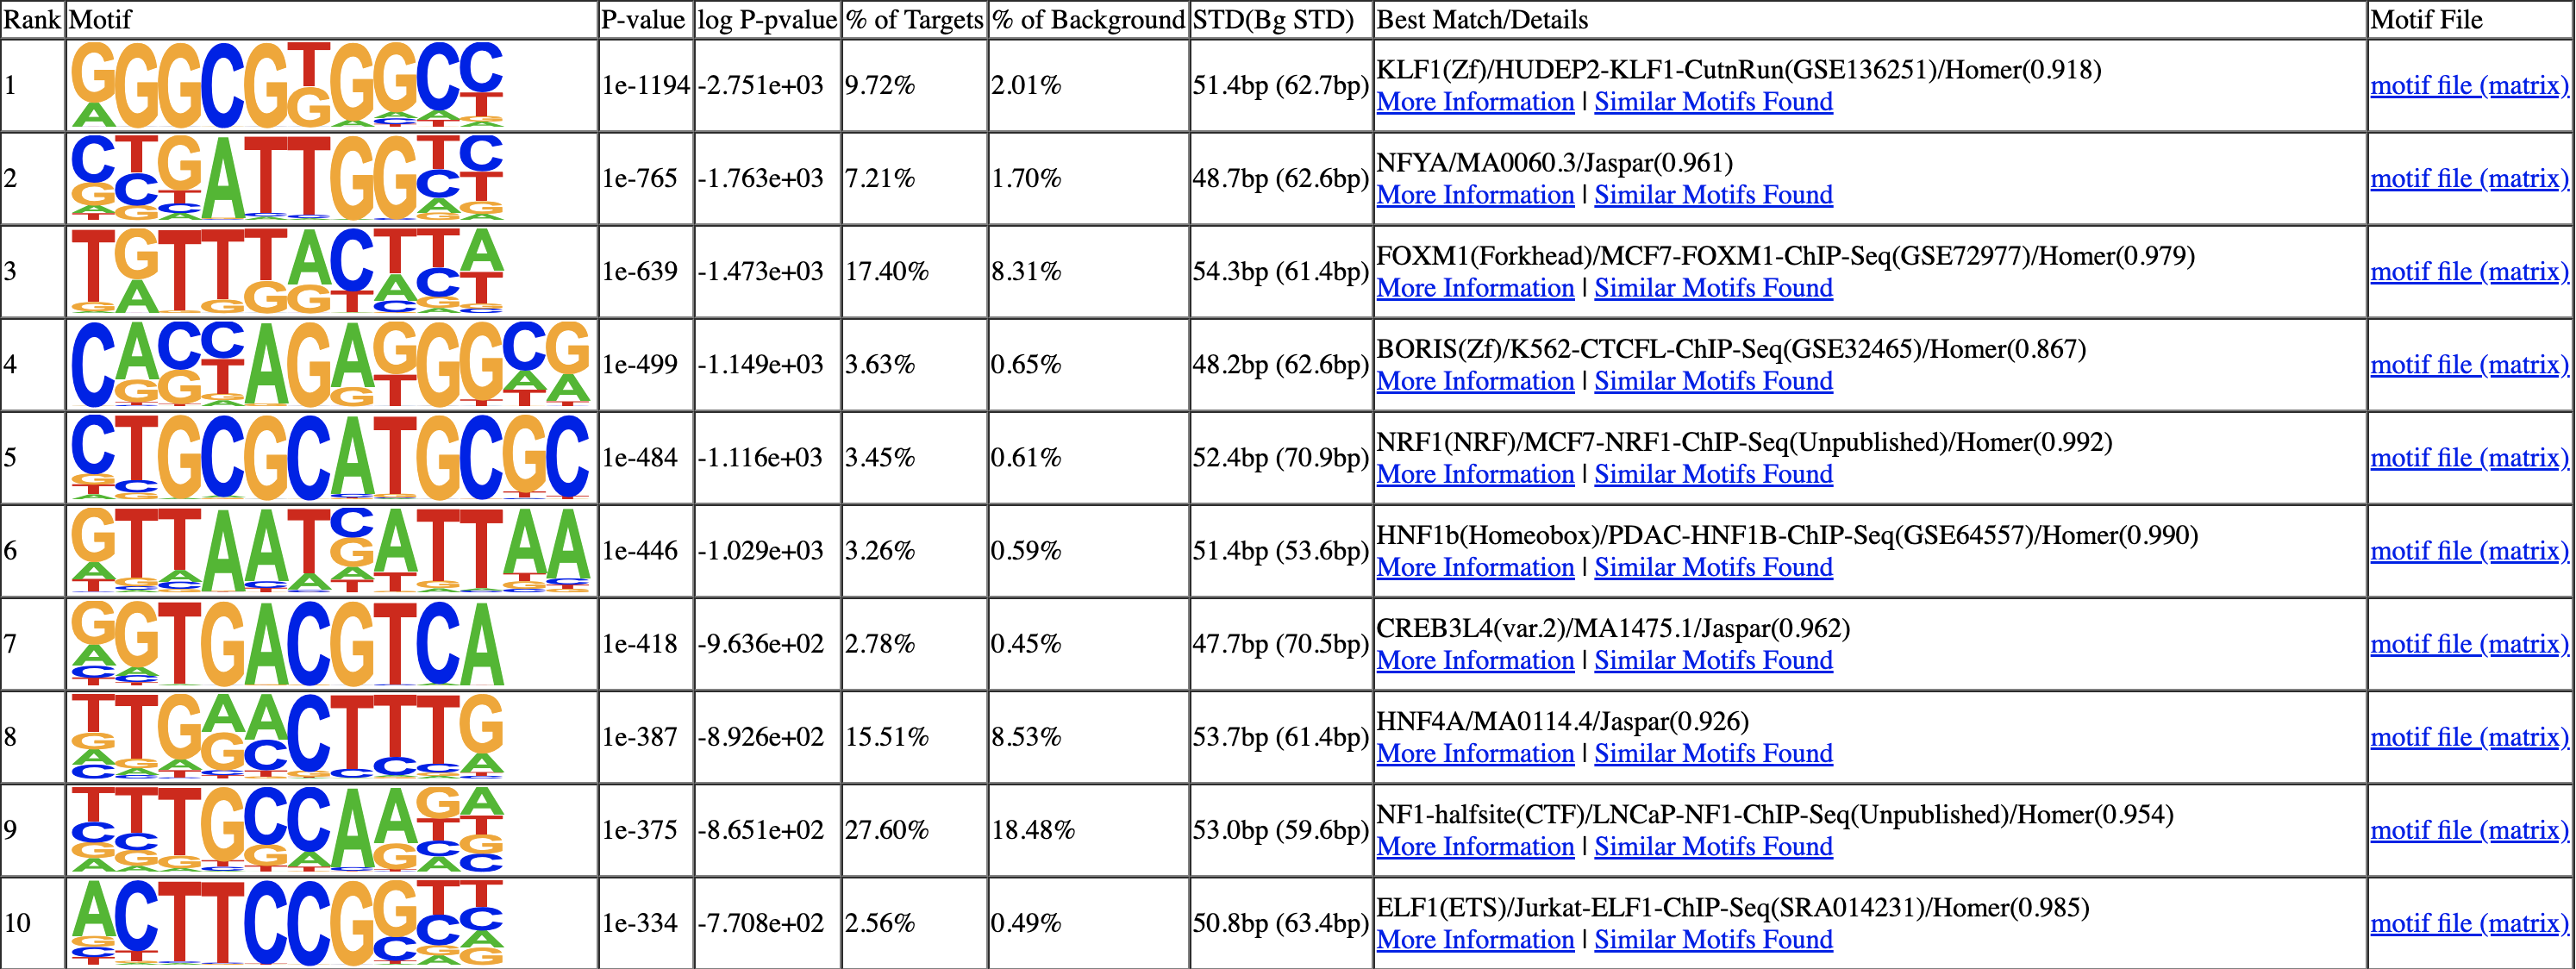 Rank Motif P-value log P-pvalue % of Targets % of Background STD(Bg STD) Best Match/Details Motif File
1 GGGCGTGGCC 1e-1194 -2.751e+03 9.72% 2.01% 51.4bp (62.7bp) KLF1(Zf)/HUDEP2-KLF1-CutnRun(GSE136251)/Homer(0.918)
More Information | Similar Motifs Found motif file (matrix)
2 CTGATTGGTC 1e-765 -1.763e+03 7.21% 1.70% 48.7bp (62.6bp) NFYA/MA0060.3/Jaspar(0.961)
More Information | Similar Motifs Found motif file (matrix)
3 TGTTTACTTA 1e-639 -1.473e+03 17.40% 8.31% 54.3bp (61.4bp) FOXM1(Forkhead)/MCF7-FOXM1-ChIP-Seq(GSE72977)/Homer(0.979)
More Information | Similar Motifs Found motif file (matrix)
4 CACCAGAGGGCG 1e-499 -1.149e+03 3.63% 0.65% 48.2bp (62.6bp) BORIS(Zf)/K562-CTCFL-ChIP-Seq(GSE32465)/Homer(0.867)
More Information | Similar Motifs Found motif file (matrix)
5 CTGCGCATGCGC 1e-484 -1.116e+03 3.45% 0.61% 52.4bp (70.9bp) NRF1(NRF)/MCF7-NRF1-ChIP-Seq(Unpublished)/Homer(0.992)
More Information | Similar Motifs Found motif file (matrix)
6 GTTAATCATTAA 1e-446 -1.029e+03 3.26% 0.59% 51.4bp (53.6bp) HNF1b(Homeobox)/PDAC-HNF1B-ChIP-Seq(GSE64557)/Homer(0.990)
More Information | Similar Motifs Found motif file (matrix)
7 GGTGACGTCA 1e-418 -9.636e+02 2.78% 0.45% 47.7bp (70.5bp) CREB3L4(var.2)/MA1475.1/Jaspar(0.962)
More Information | Similar Motifs Found motif file (matrix)
8 TTGAACTTTG 1e-387 -8.926e+02 15.51% 8.53% 53.7bp (61.4bp) HNF4A/MA0114.4/Jaspar(0.926)
More Information | Similar Motifs Found motif file (matrix)
9 TTTGCCAAGA 1e-375 -8.651e+02 27.60% 18.48% 53.0bp (59.6bp) NF1-halfsite(CTF)/LNCaP-NF1-ChIP-Seq(Unpublished)/Homer(0.954)
More Information | Similar Motifs Found motif file (matrix)
10 ACTTCCGGTT 1e-334 -7.708e+02 2.56% 0.49% 50.8bp (63.4bp) ELF1(ETS)/Jurkat-ELF1-ChIP-Seq(SRA014231)/Homer(0.985)
More Information | Similar Motifs Found motif file (matrix)